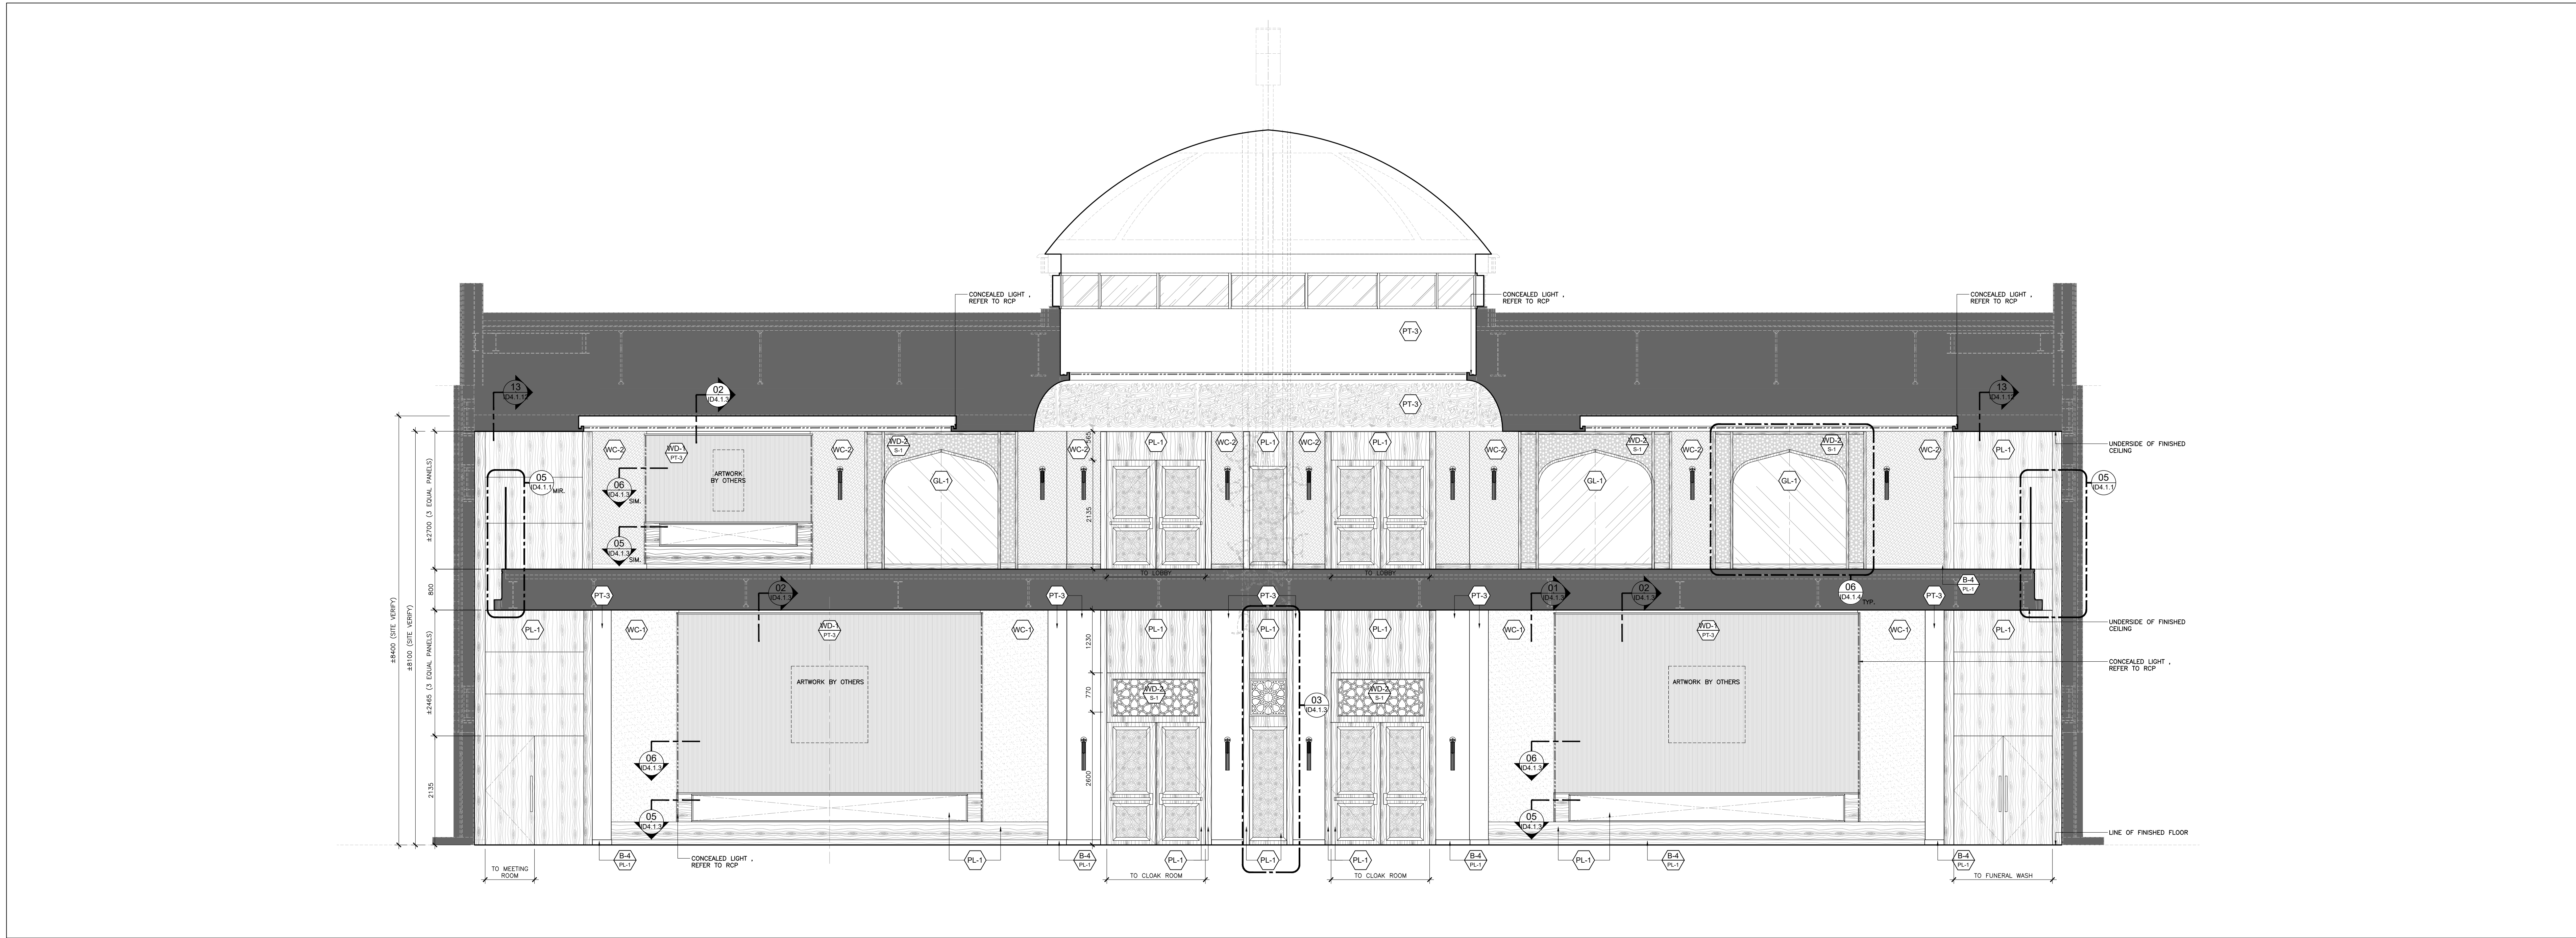 CONCEALED LIGHT ,
REFER TO RCP
CONCEALED LIGHT ,
REFER TO RCP
CONCEALED LIGHT ,
REFER TO RCP
PT-3
13
02
ID4.1.3
PT-3
13
±8400 (SITE VERIFY)
±8100 (SITE VERIFY)
±2700 (3 EQUAL PANELS)
800
±2465 (3 EQUAL PANELS)
2135
WC-2
WD-1
PT-3
WC-2
WD-2
S-1
WC-2
565
PL-1
WC-2
PL-1
WC-2
PL-1
WC-2
WD-2
S-1
WC-2
WD-2
S-1
WC-2
PL-1
UNDERSIDE OF FINISHED
CEILING
ARTWORK
BY OTHERS
05
ID4.1.1
MIR.
06
ID4.1.3
SIM.
GL-1
GL-1
GL-1
05
ID4.1.1
2135
05
ID4.1.3
SIM.
TO LOBBY
TO LOBBY
B-4
PL-1
02
ID4.1.3
01
ID4.1.3
02
ID4.1.3
06
ID4.1.4
TYP.
PT-3
PT-3
PT-3
PT-3
PT-3
PL-1
WC-1
WD-1
PT-3
WC-1
PL-1
PL-1
PL-1
WC-1
WD-1
PT-3
WC-1
PL-1
UNDERSIDE OF FINISHED
CEILING
1230
CONCEALED LIGHT ,
REFER TO RCP
ARTWORK BY OTHERS
770
WD-2
S-1
WD-2
S-1
03
ID4.1.3
ARTWORK BY OTHERS
06
ID4.1.3
06
ID4.1.3
2600
05
ID4.1.3
05
ID4.1.3
LINE OF FINISHED FLOOR
B-4
PL-1
CONCEALED LIGHT ,
REFER TO RCP
PL-1
B-4
PL-1
PL-1
PL-1
PL-1
B-4
PL-1
PL-1
B-4
PL-1
B-4
PL-1
TO MEETING
ROOM
TO CLOAK ROOM
TO CLOAK ROOM
TO FUNERAL WASH